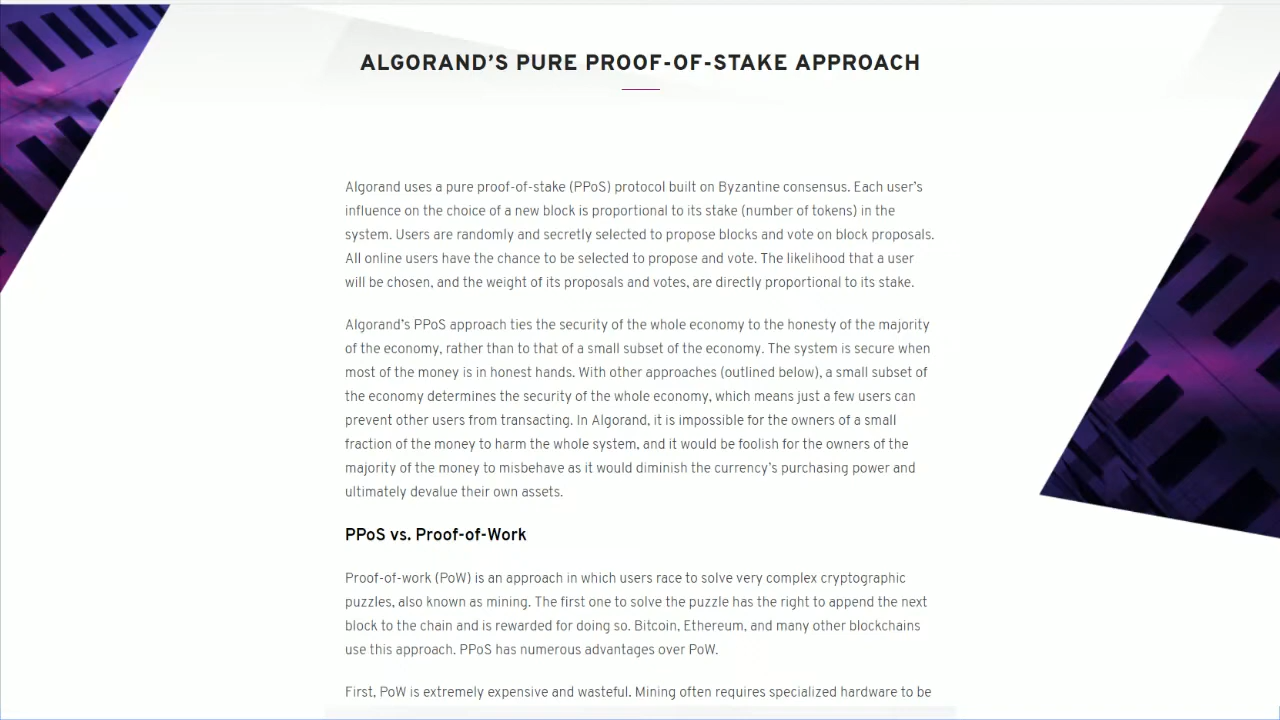 ALGORAND'S PURE PROOF-OF-STAKE APPROACH
Algorand uses a pure proof-of-stake (PPoS) protocol built on Byzantine consensus. Each user's
influence on the choice of a new block is proportional to its stake (number of tokens) in the
system. Users are randomly and secretly selected to propose blocks and vote on block proposals.
All online users have the chance to be selected to propose and vote. The likelihood that a user
will be chosen, and the weight of its proposals and votes, are directly proportional to its stake.
Algorand's PPoS approach ties the security of the whole economy to the honesty of the majority
of the economy, rather than to that of a small subset of the economy. The system is secure when
most of the money is in honest hands. With other approaches (outlined below), a small subset of
the economy determines the security of the whole economy, which means just a few users can
prevent other users from transacting. In Algorand, it is impossible for the owners of a small
fraction of the money to harm the whole system, and it would be foolish for the owners of the
majority of the money to misbehave as it would diminish the currency's purchasing power and
ultimately devalue their own assets.
PPoS vs. Proof-of-Work
Proof-of-work (PoW) is an approach in which users race to solve very complex cryptographic
puzzles, also known as mining. The first one to solve the puzzle has the right to append the next
block to the chain and is rewarded for doing so. Bitcoin, Ethereum, and many other blockchains
use this approach. PPoS has numerous advantages over PoW.
First, PoW is extremely expensive and wasteful. Mining often requires specialized hardware to be